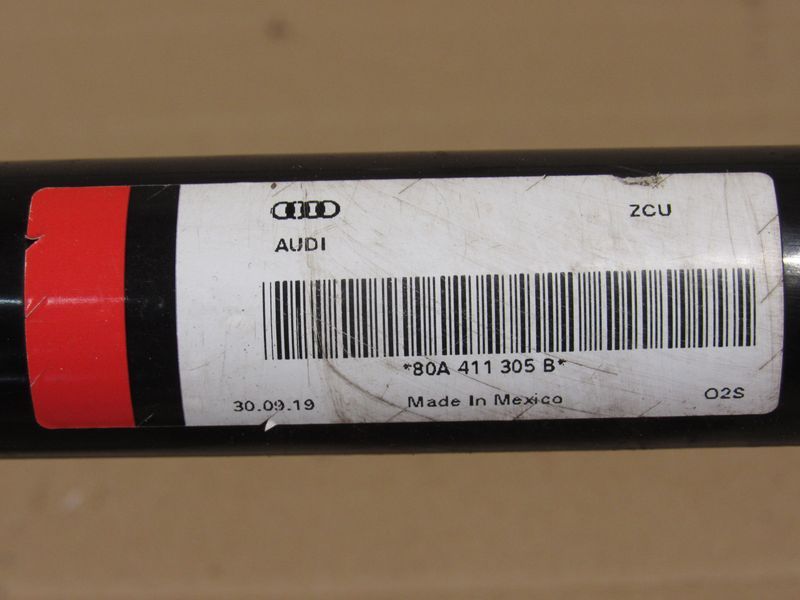 ZCU
AUDI
*80A 411 305 B*
30.09.19 Made In Mexico O2S